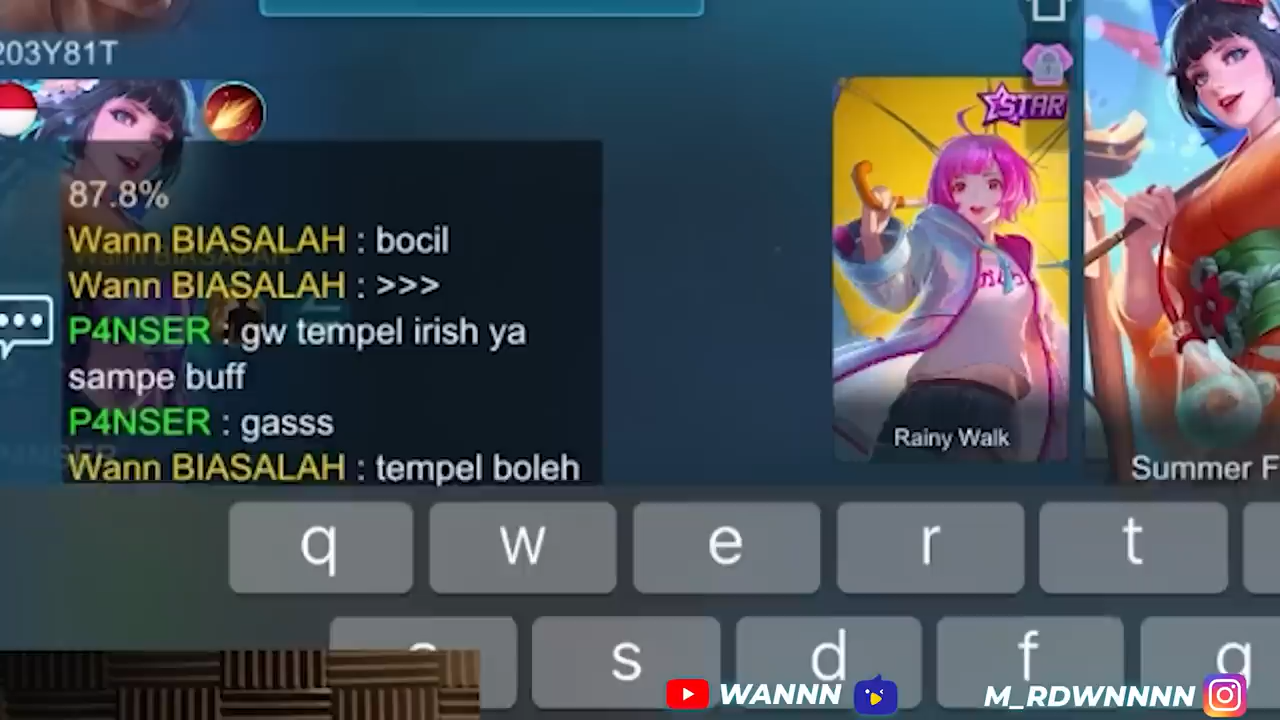 203Y81T
87.8%
Wann BIASALAH : bocil
Wann BIASALAH : >>>
P4NSER : gw tempel irish ya
sampe buff
P4NSER : gasss
Wann BIASALAH : tempel boleh
STAR
Rainy Walk
Summer F
q w e r t
s d f g
WANNN
M_RDWNNNN